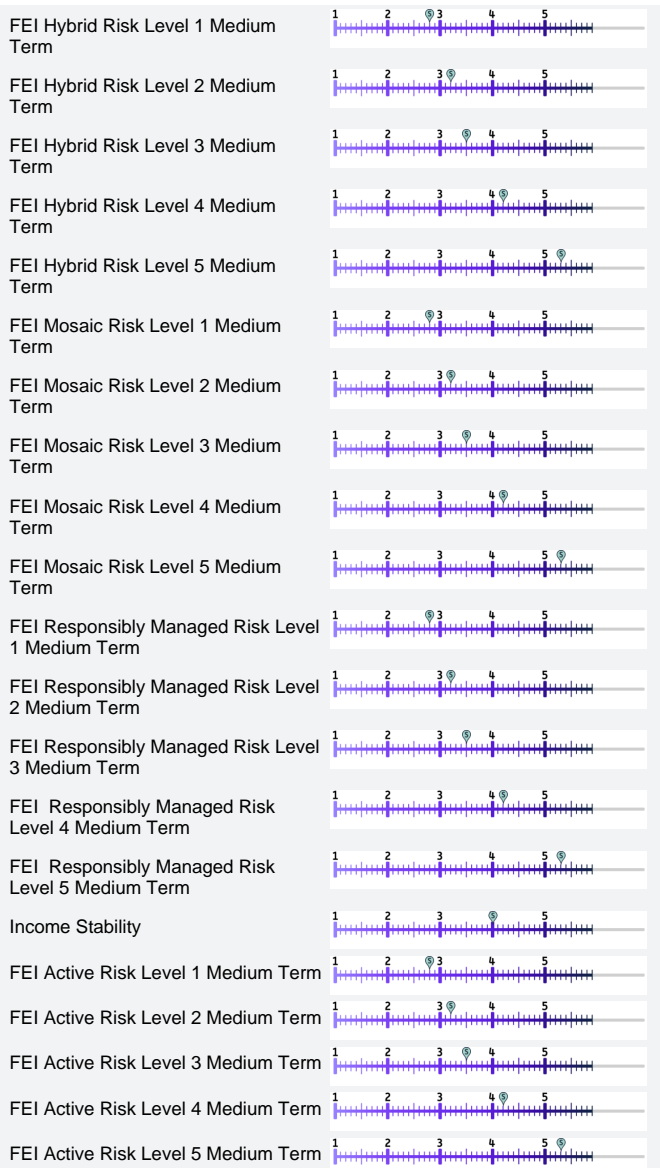 FEI Hybrid Risk Level 1 Medium
Term
1 2 S 3 4 5
FEI Hybrid Risk Level 2 Medium
Term
1 2 3 S 4 5
FEI Hybrid Risk Level 3 Medium
Term
1 2 3 S 4 5
FEI Hybrid Risk Level 4 Medium
Term
1 2 3 4 S 5
FEI Hybrid Risk Level 5 Medium
Term
1 2 3 4 5 S
FEI Mosaic Risk Level 1 Medium
Term
1 2 S 3 4 5
FEI Mosaic Risk Level 2 Medium
Term
1 2 3 S 4 5
FEI Mosaic Risk Level 3 Medium
Term
1 2 3 S 4 5
FEI Mosaic Risk Level 4 Medium
Term
1 2 3 4 S 5
FEI Mosaic Risk Level 5 Medium
Term
1 2 3 4 5 S
FEI Responsibly Managed Risk Level
1 Medium Term
1 2 S 3 4 5
FEI Responsibly Managed Risk Level
2 Medium Term
1 2 3 S 4 5
FEI Responsibly Managed Risk Level
3 Medium Term
1 2 3 S 4 5
FEI Responsibly Managed Risk
Level 4 Medium Term
1 2 3 4 S 5
FEI Responsibly Managed Risk
Level 5 Medium Term
1 2 3 4 5 S
Income Stability
1 2 3 S 5
FEI Active Risk Level 1 Medium Term
1 2 S 3 4 5
FEI Active Risk Level 2 Medium Term
1 2 3 S 4 5
FEI Active Risk Level 3 Medium Term
1 2 3 S 4 5
FEI Active Risk Level 4 Medium Term
1 2 3 4 S 5
FEI Active Risk Level 5 Medium Term
1 2 3 4 5 S